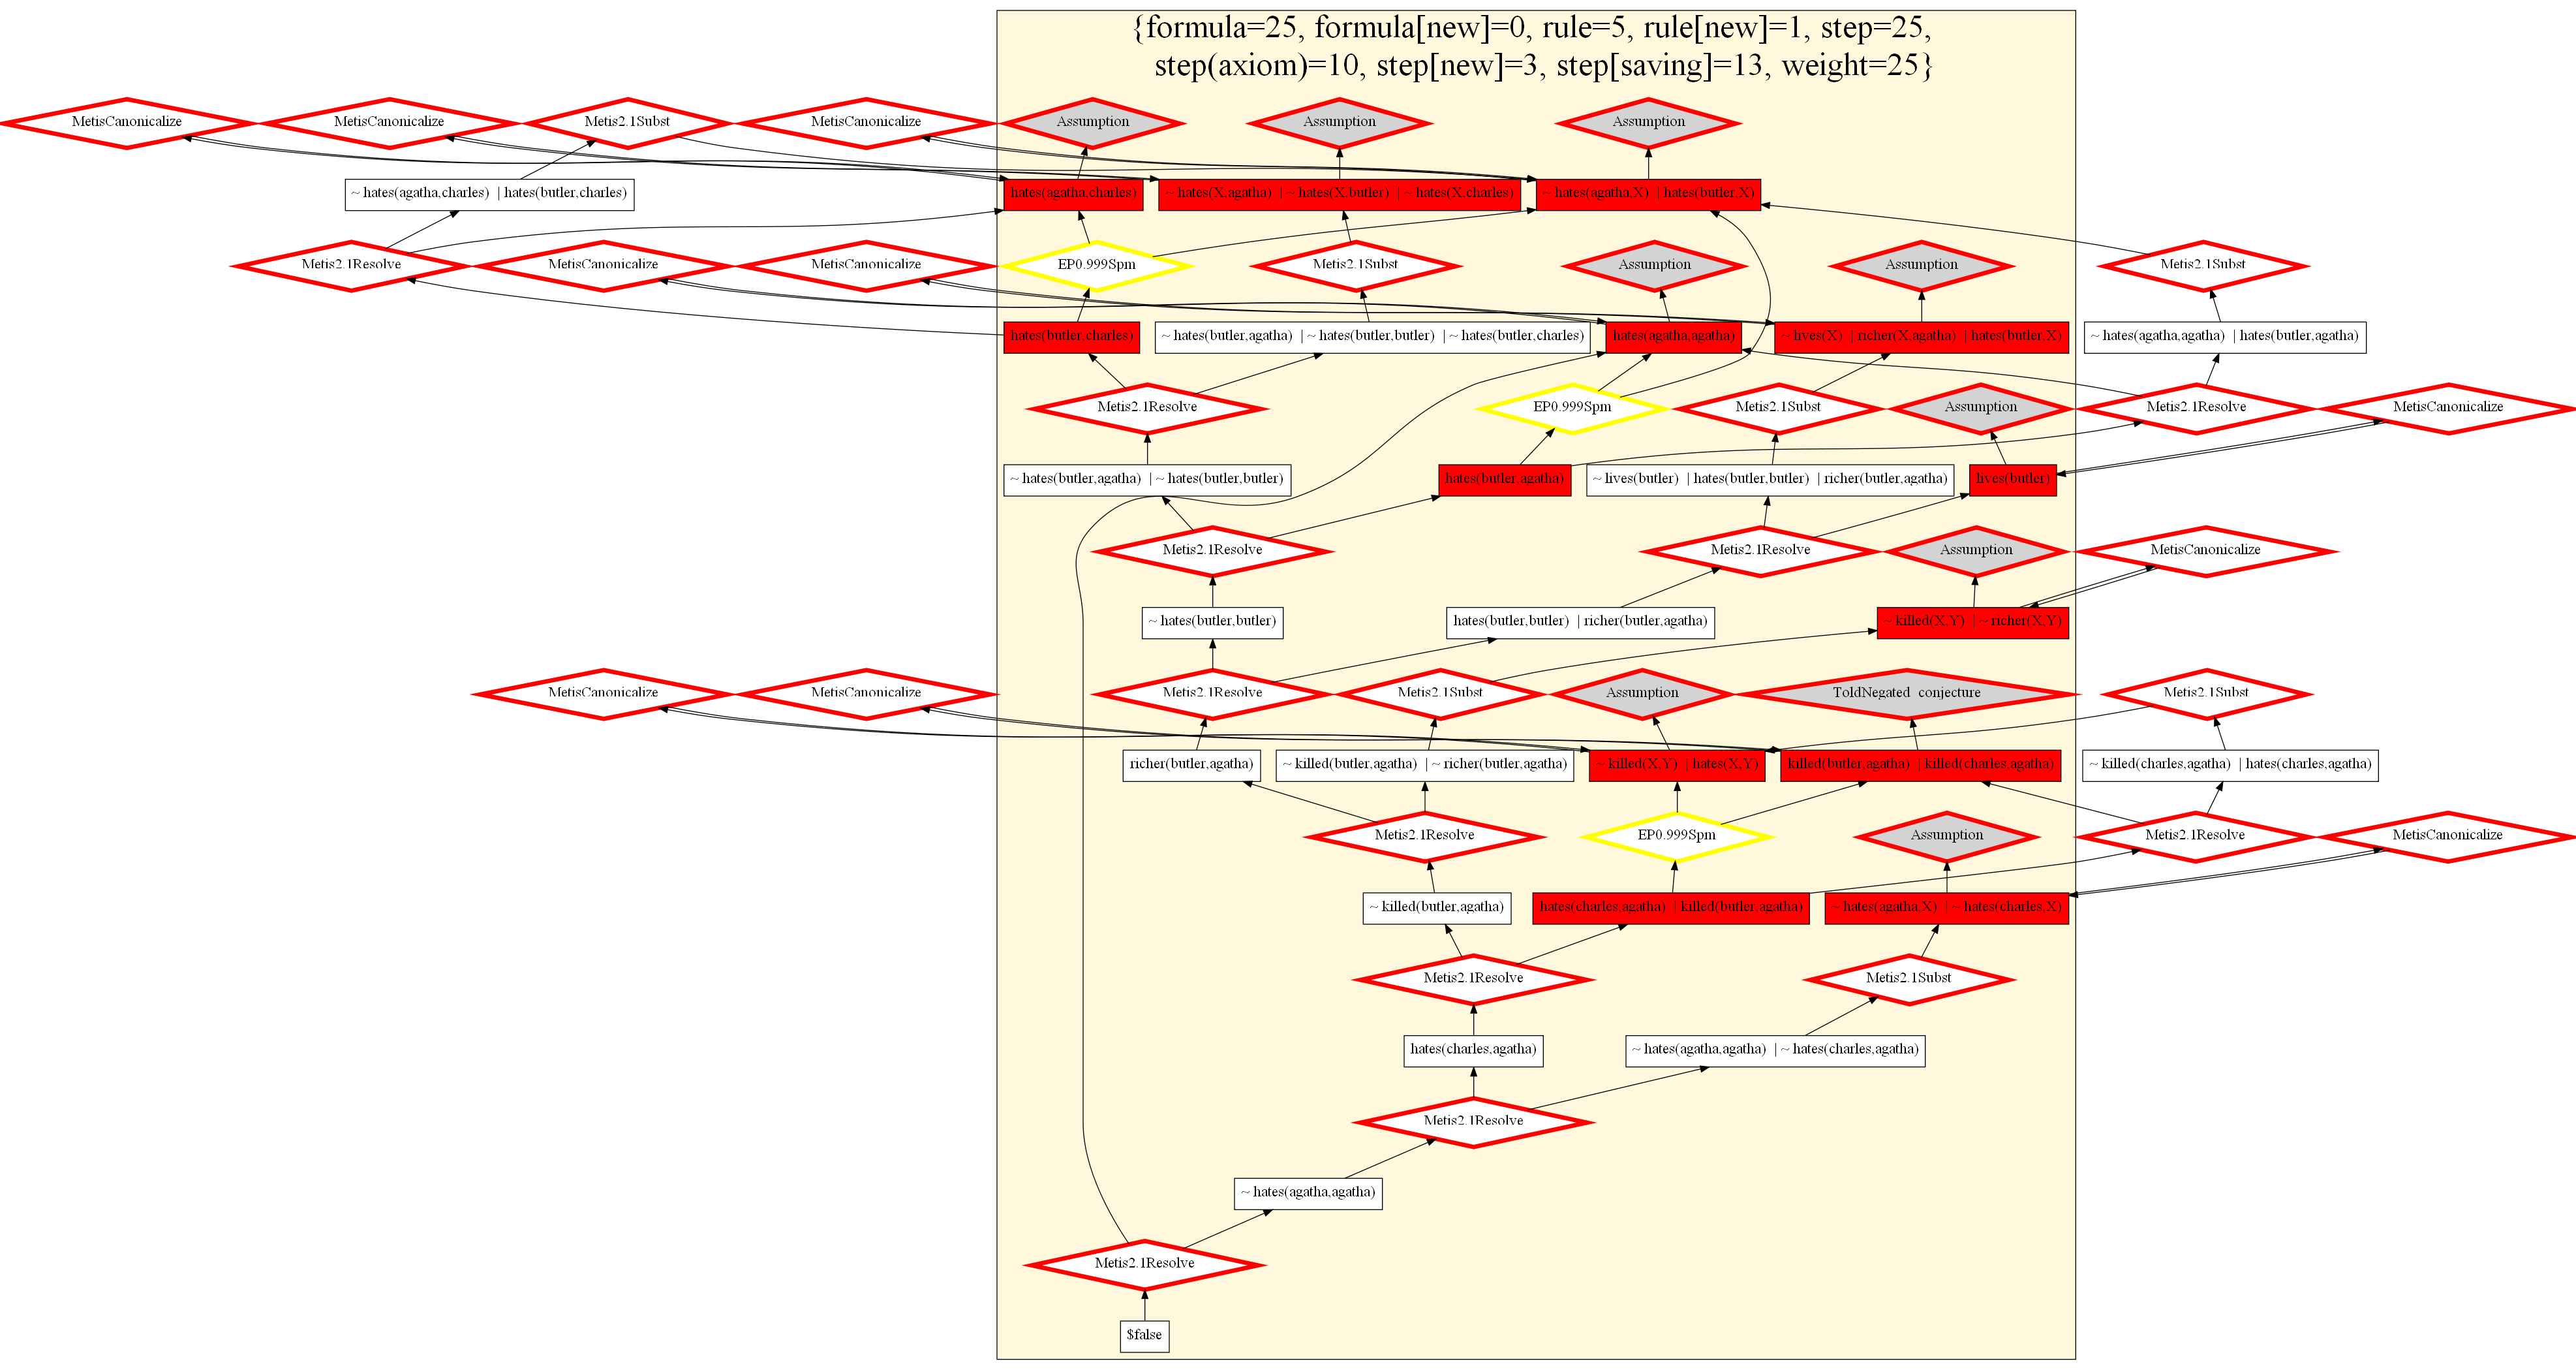 {formula=25, formula[new]=0, rule=5, rule[new]=1, step=25,
step(axiom)=10, step[new]=3, step[saving]=13, weight=25}
MetisCanonicalize
MetisCanonicalize
Metis2.1Subst
MetisCanonicalize
Assumption
Assumption
Assumption
~ hates(agatha,charles) | hates(butler,charles)
hates(agatha,charles)
~ hates(X,agatha) | ~ hates(X,butler) | ~ hates(X,charles)
~ hates(agatha,X) | hates(butler,X)
Metis2.1Resolve
MetisCanonicalize
MetisCanonicalize
EP0.999Spm
Metis2.1Subst
Assumption
Assumption
Metis2.1Subst
hates(butler,charles)
~ hates(butler,agatha) | ~ hates(butler,butler) | ~ hates(butler,charles)
hates(agatha,agatha)
~ lives(X) | richer(X,agatha) | hates(butler,X)
~ hates(agatha,agatha) | hates(butler,agatha)
Metis2.1Resolve
EP0.999Spm
Metis2.1Subst
Assumption
Metis2.1Resolve
MetisCanonicalize
~ hates(butler,agatha) | ~ hates(butler,butler)
hates(butler,agatha)
~ lives(butler) | hates(butler,butler) | richer(butler,agatha)
lives(butler)
Metis2.1Resolve
Metis2.1Resolve
Assumption
MetisCanonicalize
~ hates(butler,butler)
hates(butler,butler) | richer(butler,agatha)
~ killed(X,Y) | ~ richer(X,Y)
MetisCanonicalize
MetisCanonicalize
Metis2.1Resolve
Metis2.1Subst
Assumption
ToldNegated conjecture
Metis2.1Subst
richer(butler,agatha)
~ killed(butler,agatha) | ~ richer(butler,agatha)
~ killed(X,Y) | hates(X,Y)
killed(butler,agatha) | killed(charles,agatha)
~ killed(charles,agatha) | hates(charles,agatha)
Metis2.1Resolve
EP0.999Spm
Assumption
Metis2.1Resolve
MetisCanonicalize
~ killed(butler,agatha)
hates(charles,agatha) | killed(butler,agatha)
~ hates(agatha,X) | ~ hates(charles,X)
Metis2.1Resolve
Metis2.1Subst
hates(charles,agatha)
~ hates(agatha,agatha) | ~ hates(charles,agatha)
Metis2.1Resolve
~ hates(agatha,agatha)
Metis2.1Resolve
$false